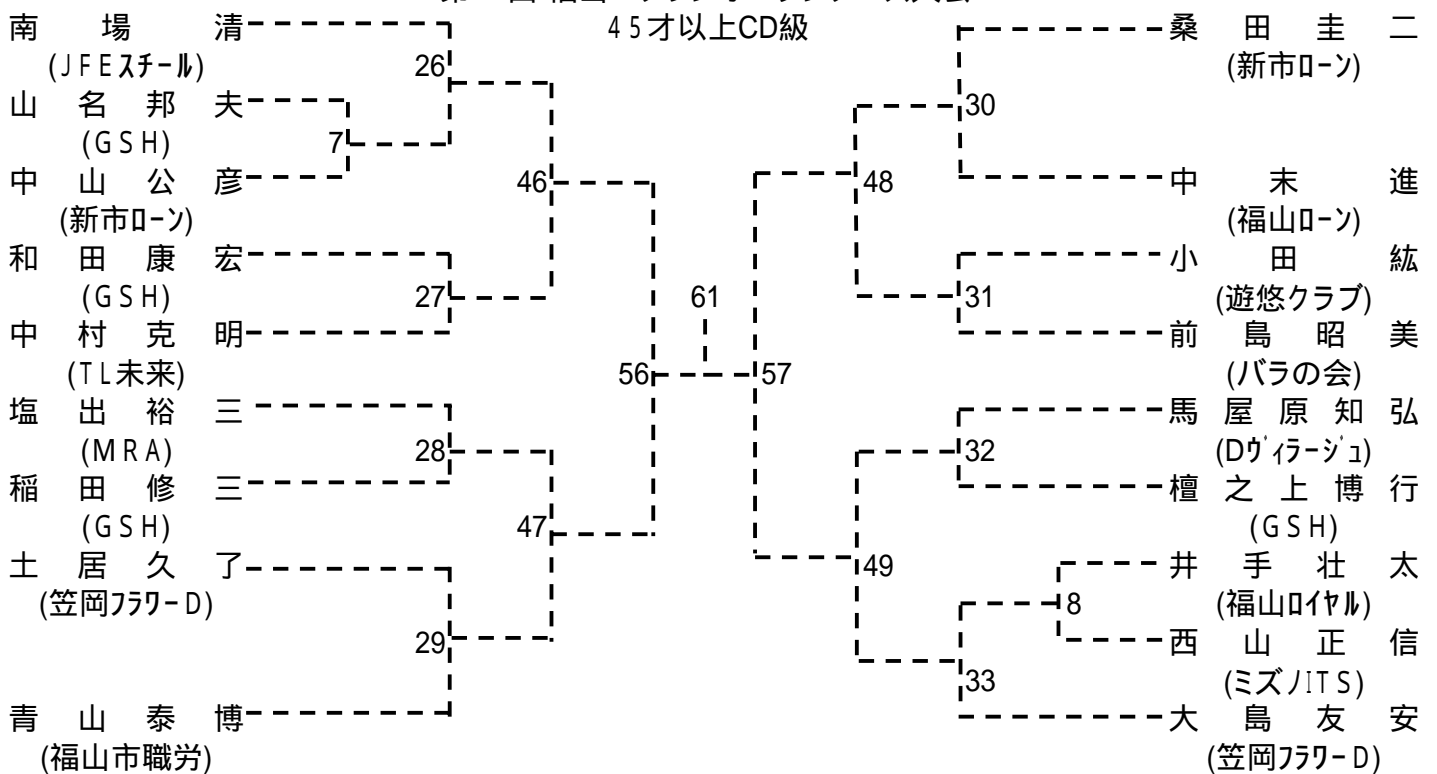 45才以上CD級
南場清
(JFEスチール)
26
山名邦夫
(GSH)
7
中山公彦
(新市ローン)
46
和田康宏
(GSH)
27
中村克明
(TL未来)
56
塩出裕三
(MRA)
28
稲田修三
(GSH)
47
土居久了
(笠岡フラワーD)
29
青山泰博
(福山市職労)
61
桑田圭二
(新市ローン)
30
中末進
(福山ローン)
48
小田紘
(遊悠クラブ)
31
前島昭美
(バラの会)
57
馬屋原知弘
(Dヴィラージュ)
32
檀之上博行
(GSH)
49
井手壮太
(福山ロイヤル)
8
西山正信
(ミズノITS)
33
大島友安
(笠岡フラワーD)